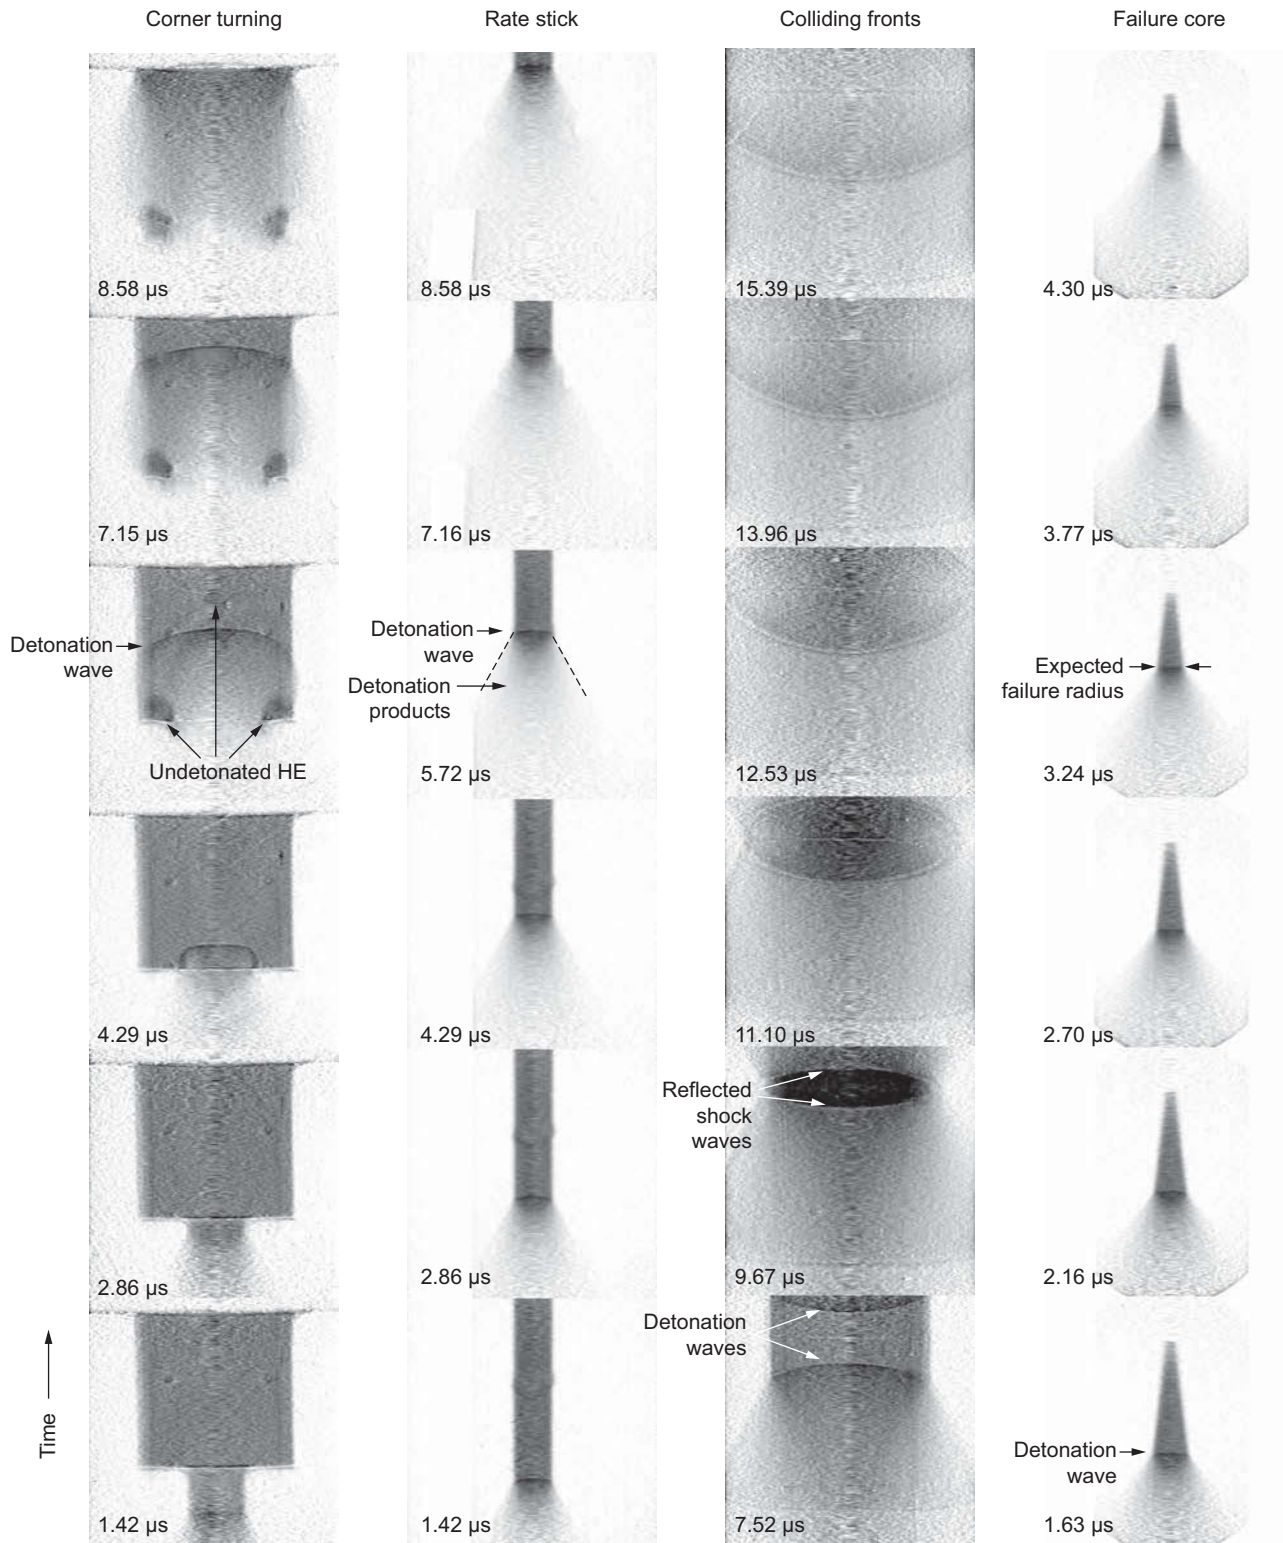 Corner turning
Rate stick
Colliding fronts
Failure core
8.58 µs
8.58 µs
15.39 µs
4.30 µs
7.15 µs
7.16 µs
13.96 µs
3.77 µs
Detonation
wave
Undetonated HE
Detonation
wave
Detonation
products
5.72 µs
12.53 µs
Expected
failure radius
3.24 µs
4.29 µs
4.29 µs
11.10 µs
2.70 µs
Reflected
shock
waves
2.86 µs
2.86 µs
9.67 µs
2.16 µs
Detonation
waves
Time
Detonation
wave
1.42 µs
1.42 µs
7.52 µs
1.63 µs